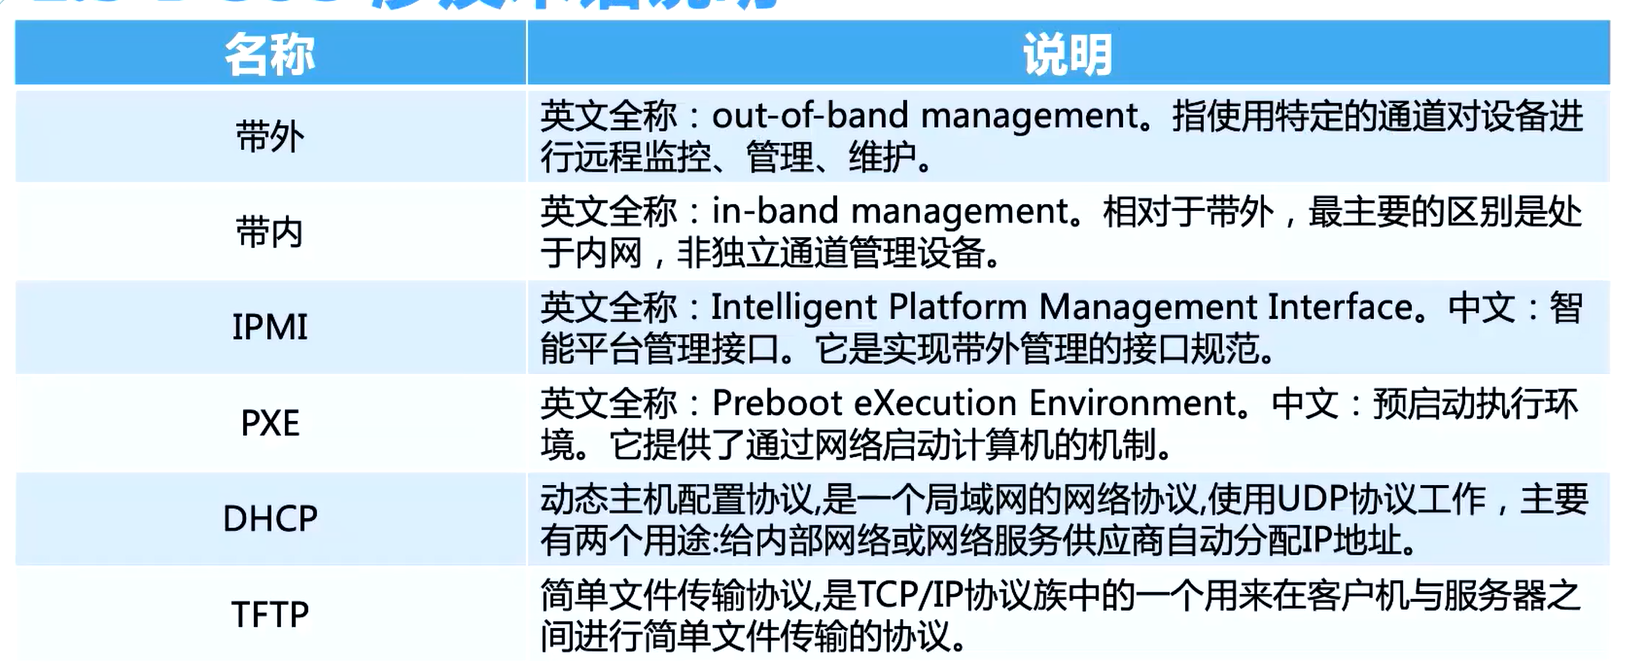 名称
说明
带外
英文全称：out-of-band management。指使用特定的通道对设备进
行远程监控、管理、维护。
带内
英文全称：in-band management。相对于带外，最主要的区别是处
于内网，非独立通道管理设备。
IPMI
英文全称：Intelligent Platform Management Interface。中文：智
能平台管理接口。它是实现带外管理的接口规范。
PXE
英文全称：Preboot eXecution Environment。中文：预启动执行环
境。它提供了通过网络启动计算机的机制。
DHCP
动态主机配置协议,是一个局域网的网络协议,使用UDP协议工作，主要
有两个用途:给内部网络或网络服务供应商自动分配IP地址。
TFTP
简单文件传输协议,是TCP/IP协议族中的一个用来在客户机与服务器之
间进行简单文件传输的协议。